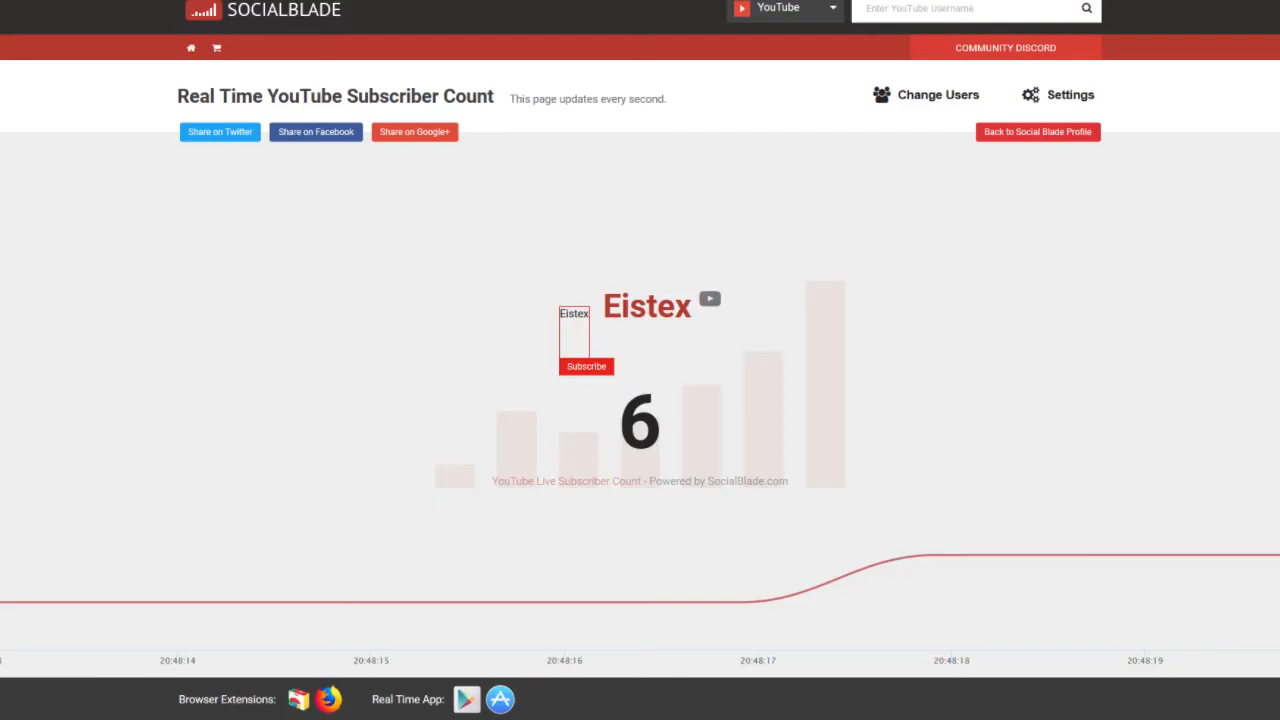 SOCIALBLADE
YouTube
Enter YouTube Username
COMMUNITY DISCORD
Real Time YouTube Subscriber Count
This page updates every second.
Change Users
Settings
Share on Twitter
Share on Facebook
Share on Google+
Back to Social Blade Profile
Eistex
Eistex
Subscribe
6
YouTube Live Subscriber Count - Powered by SocialBlade.com
20:48:14
20:48:15
20:48:16
20:48:17
20:48:18
20:48:19
Browser Extensions:
Real Time App: